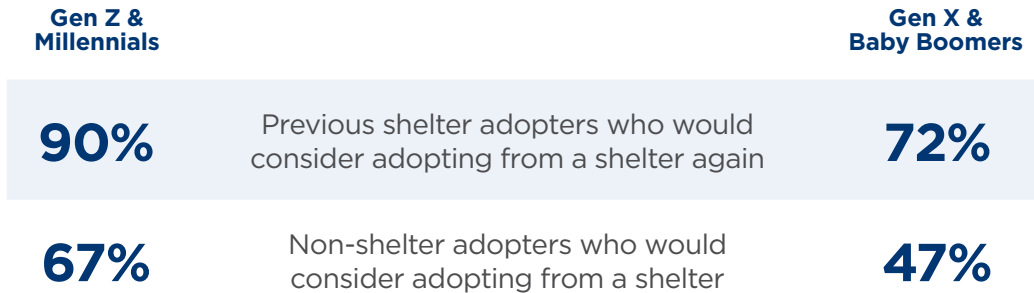 Gen Z &
Millennials
Gen X &
Baby Boomers
90%
Previous shelter adopters who would
consider adopting from a shelter again
72%
67%
Non-shelter adopters who would
consider adopting from a shelter
47%